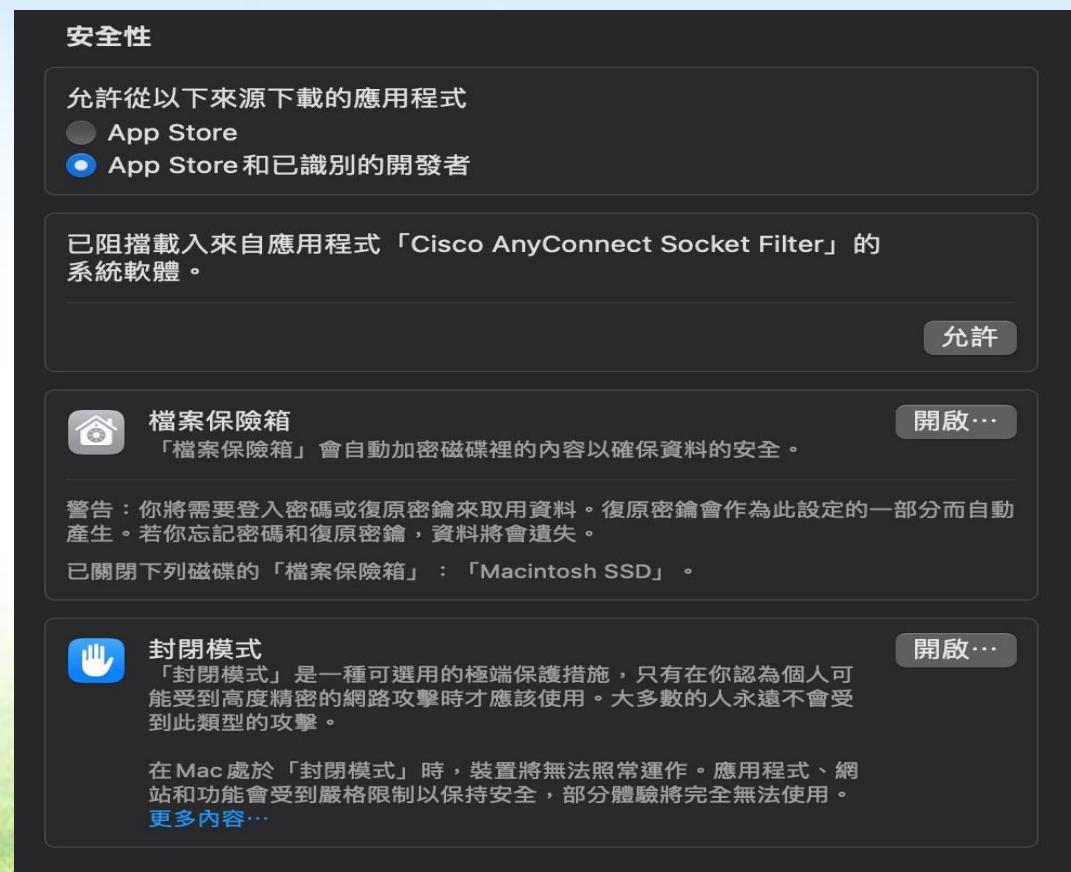 安全性
允許從以下來源下載的應用程式
App Store
App Store和已識別的開發者
已阻擋載入來自應用程式「Cisco AnyConnect Socket Filter」的
系統軟體。
允許
檔案保險箱
開啟…
「檔案保險箱」會自動加密磁碟裡的內容以確保資料的安全。
警告：你將需要登入密碼或復原密鑰來取用資料。復原密鑰會作為此設定的一部分而自動
產生。若你忘記密碼和復原密鑰，資料將會遺失。
已關閉下列磁碟的「檔案保險箱」：「Macintosh SSD」。
封閉模式
開啟…
「封閉模式」是一種可選用的極端保護措施，只有在你認為個人可
能受到高度精密的網路攻擊時才應該使用。大多數的人永遠不會受
到此類型的攻擊。
在Mac處於「封閉模式」時，裝置將無法照常運作。應用程式、網
站和功能會受到嚴格限制以保持安全，部分體驗將完全無法使用。
更多內容…